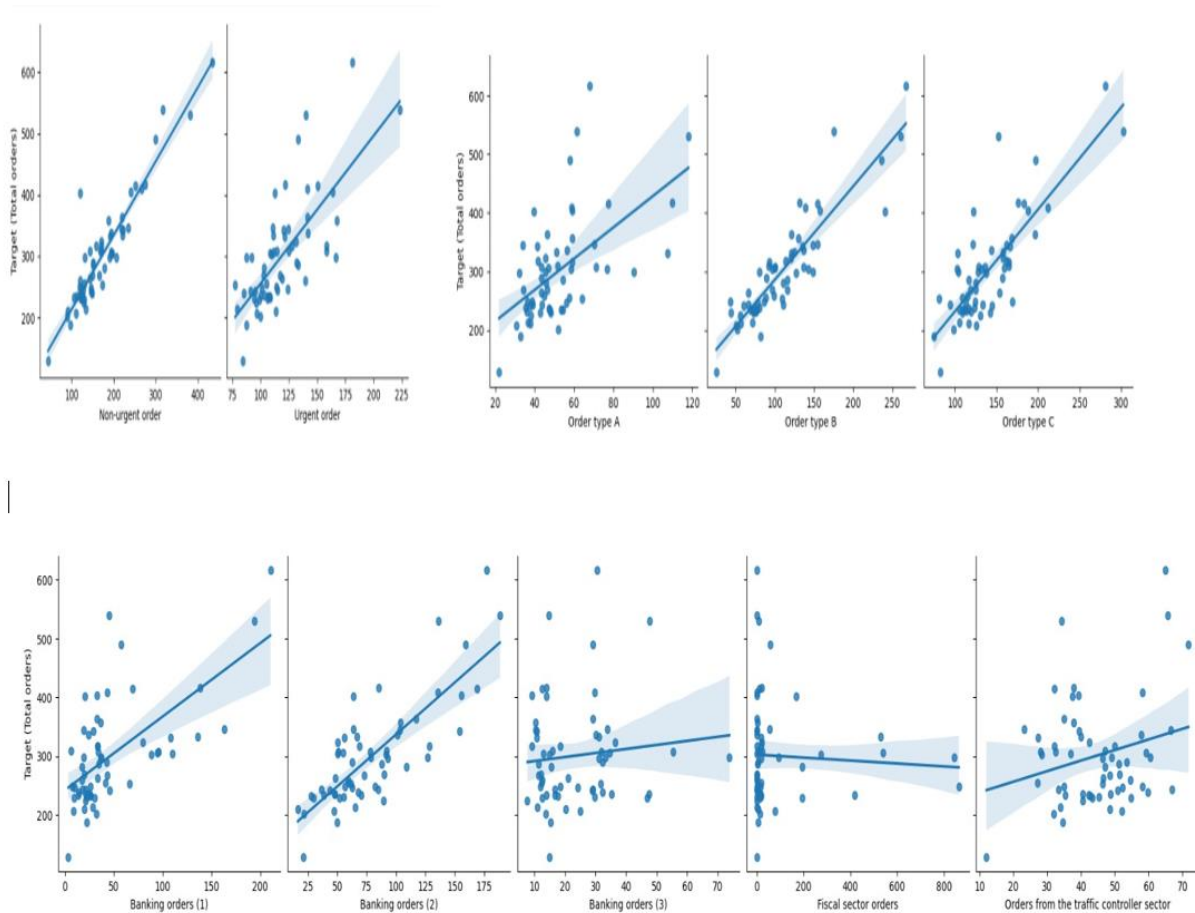 Target (Total orders)
600
500
400
300
200
100 200 300 400
75 100 125 150 175 200 225
Non-urgent order Urgent order
Target (Total orders)
600
500
400
300
200
20 40 60 80 100 120
50 100 150 200 250
100 150 200 250 300
Order type A Order type B Order type C
Target (Total orders)
600
500
400
300
200
0 50 100 150 200
25 50 75 100 125 150 175
10 20 30 40 50 60 70
0 200 400 600 800
10 20 30 40 50 60 70
Banking orders (1) Banking orders (2) Banking orders (3) Fiscal sector orders Orders from the traffic controller sector